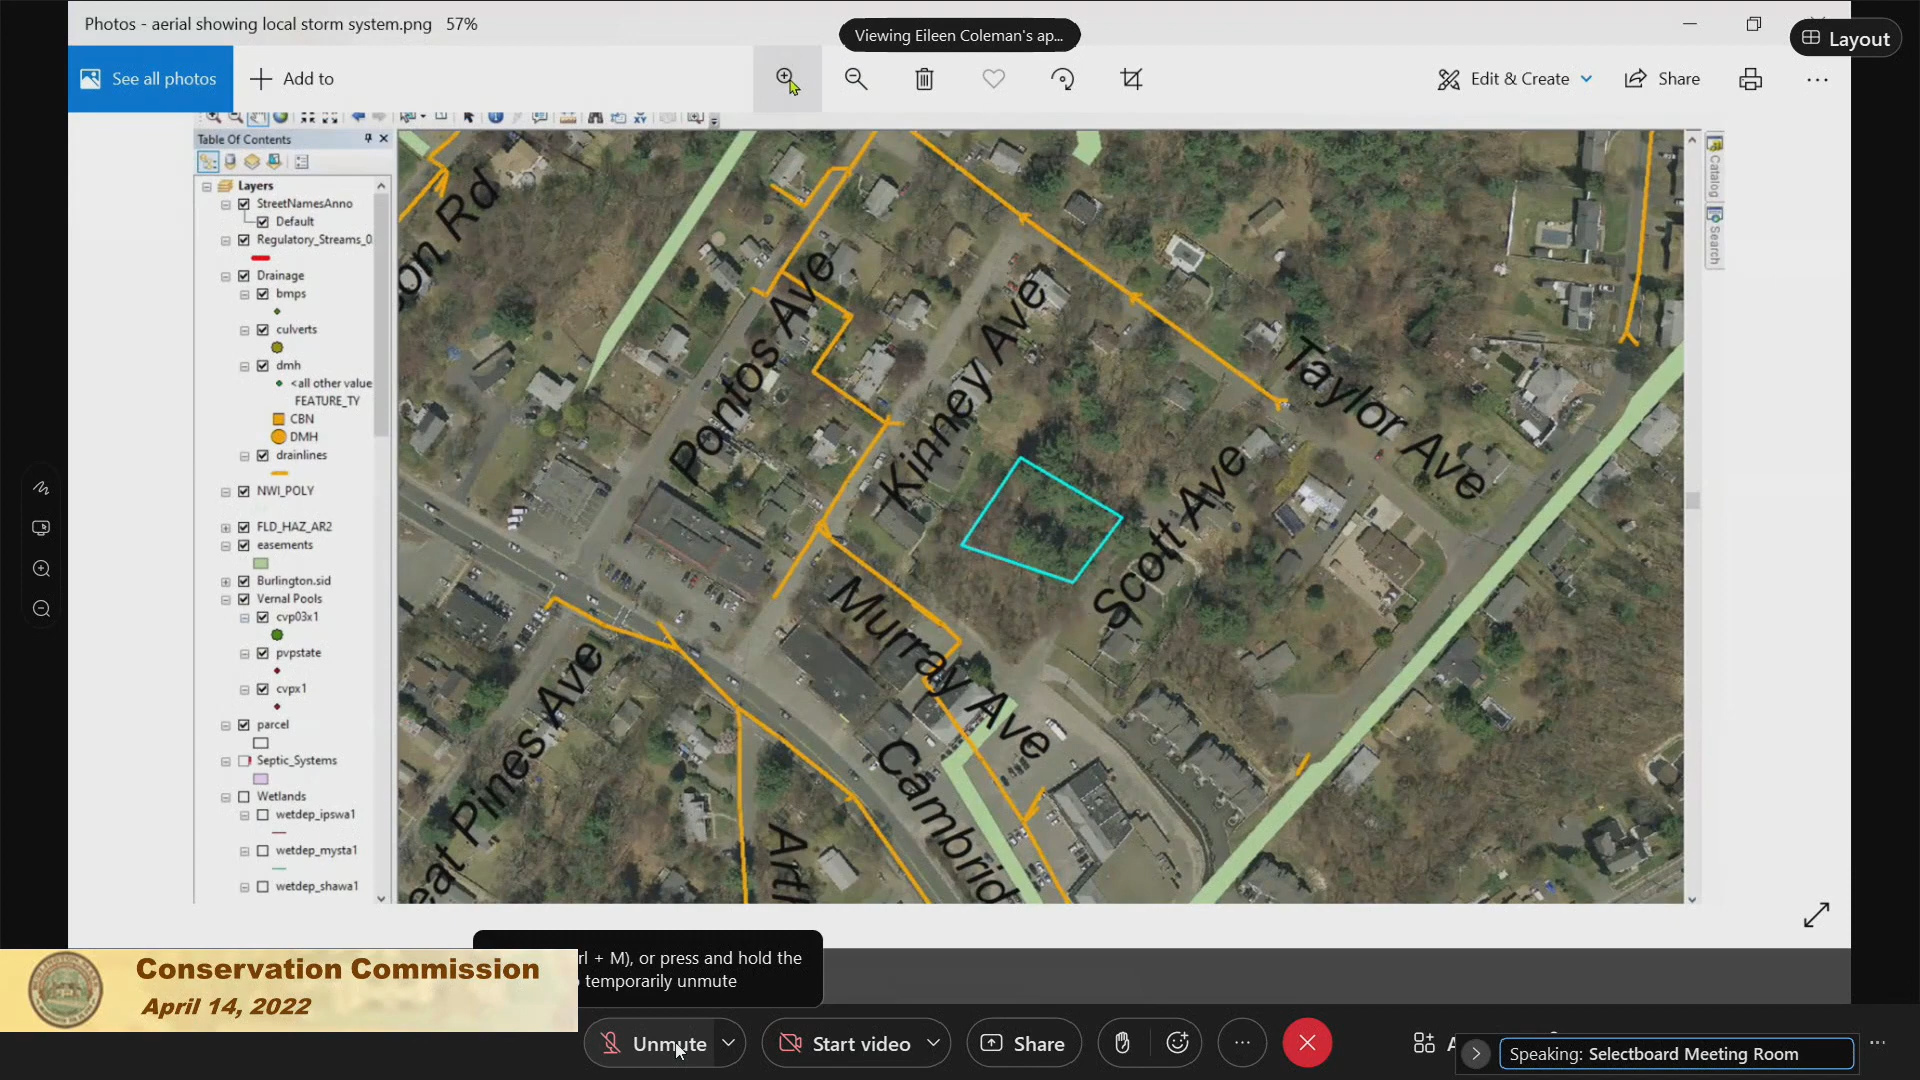 Photos - aerial showing local storm system.png 57%
Viewing Eileen Coleman's ap...
Layout
See all photos
Add to
Edit & Create
Share
Table Of Contents
Layers
StreetNamesAnno
Default
Regulatory_Streams_0
Drainage
bmps
culverts
dmh
<all other value
FEATURE_TY
CBN
DMH
drainlines
NWI_POLY
FLD_HAZ_AR2
easements
Burlington.sid
Vernal Pools
cvp03x1
pvpstate
cvpx1
parcel
Septic_Systems
Wetlands
wetdep_ipswa1
wetdep_mysta1
wetdep_shawa1
on Rd
Pontos Ave
Kinney Ave
Taylor Ave
Scott Ave
Murray Ave
eat Pines Ave
Cambrid
Arth
Catalog
Search
rl + M), or press and hold the
temporarily unmute
Conservation Commission
April 14, 2022
Unmute
Start video
Share
A
Speaking: Selectboard Meeting Room